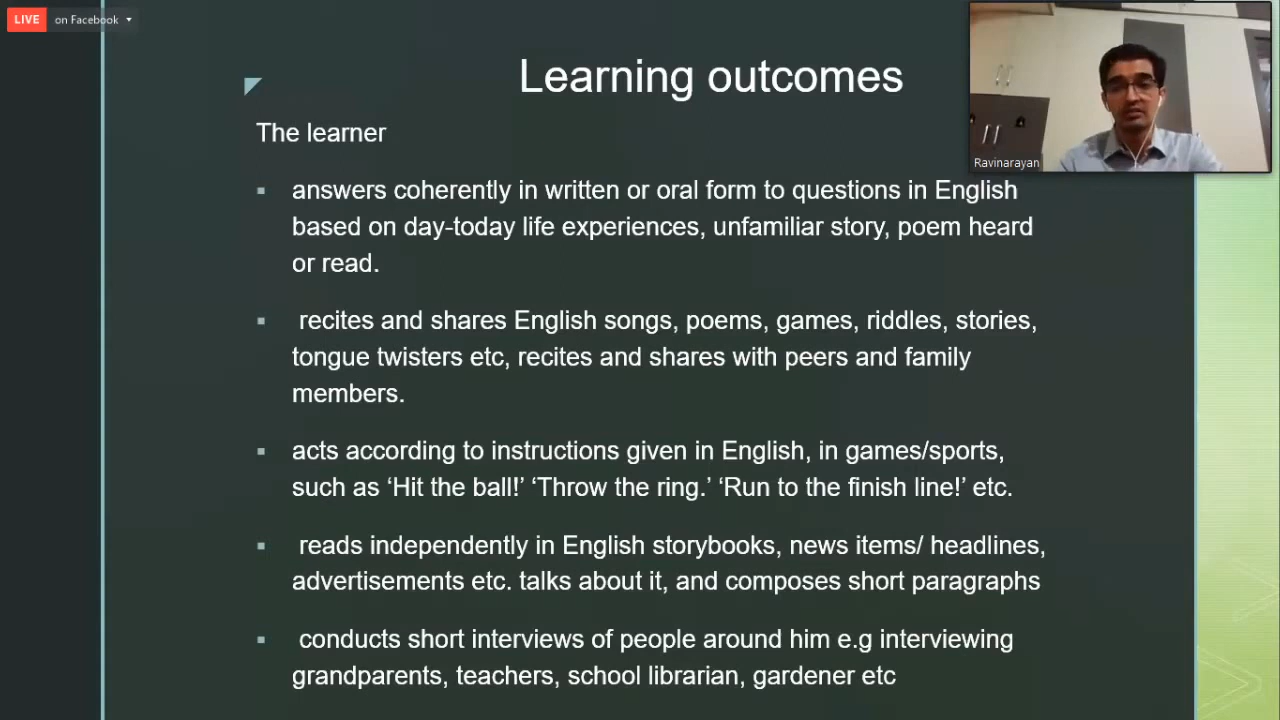 LIVE on Facebook
Learning outcomes
Ravinarayan
The learner
answers coherently in written or oral form to questions in English
based on day-today life experiences, unfamiliar story, poem heard
or read.
recites and shares English songs, poems, games, riddles, stories,
tongue twisters etc, recites and shares with peers and family
members.
acts according to instructions given in English, in games/sports,
such as ‘Hit the ball!’ ‘Throw the ring.’ ‘Run to the finish line!’ etc.
reads independently in English storybooks, news items/ headlines,
advertisements etc. talks about it, and composes short paragraphs
conducts short interviews of people around him e.g interviewing
grandparents, teachers, school librarian, gardener etc